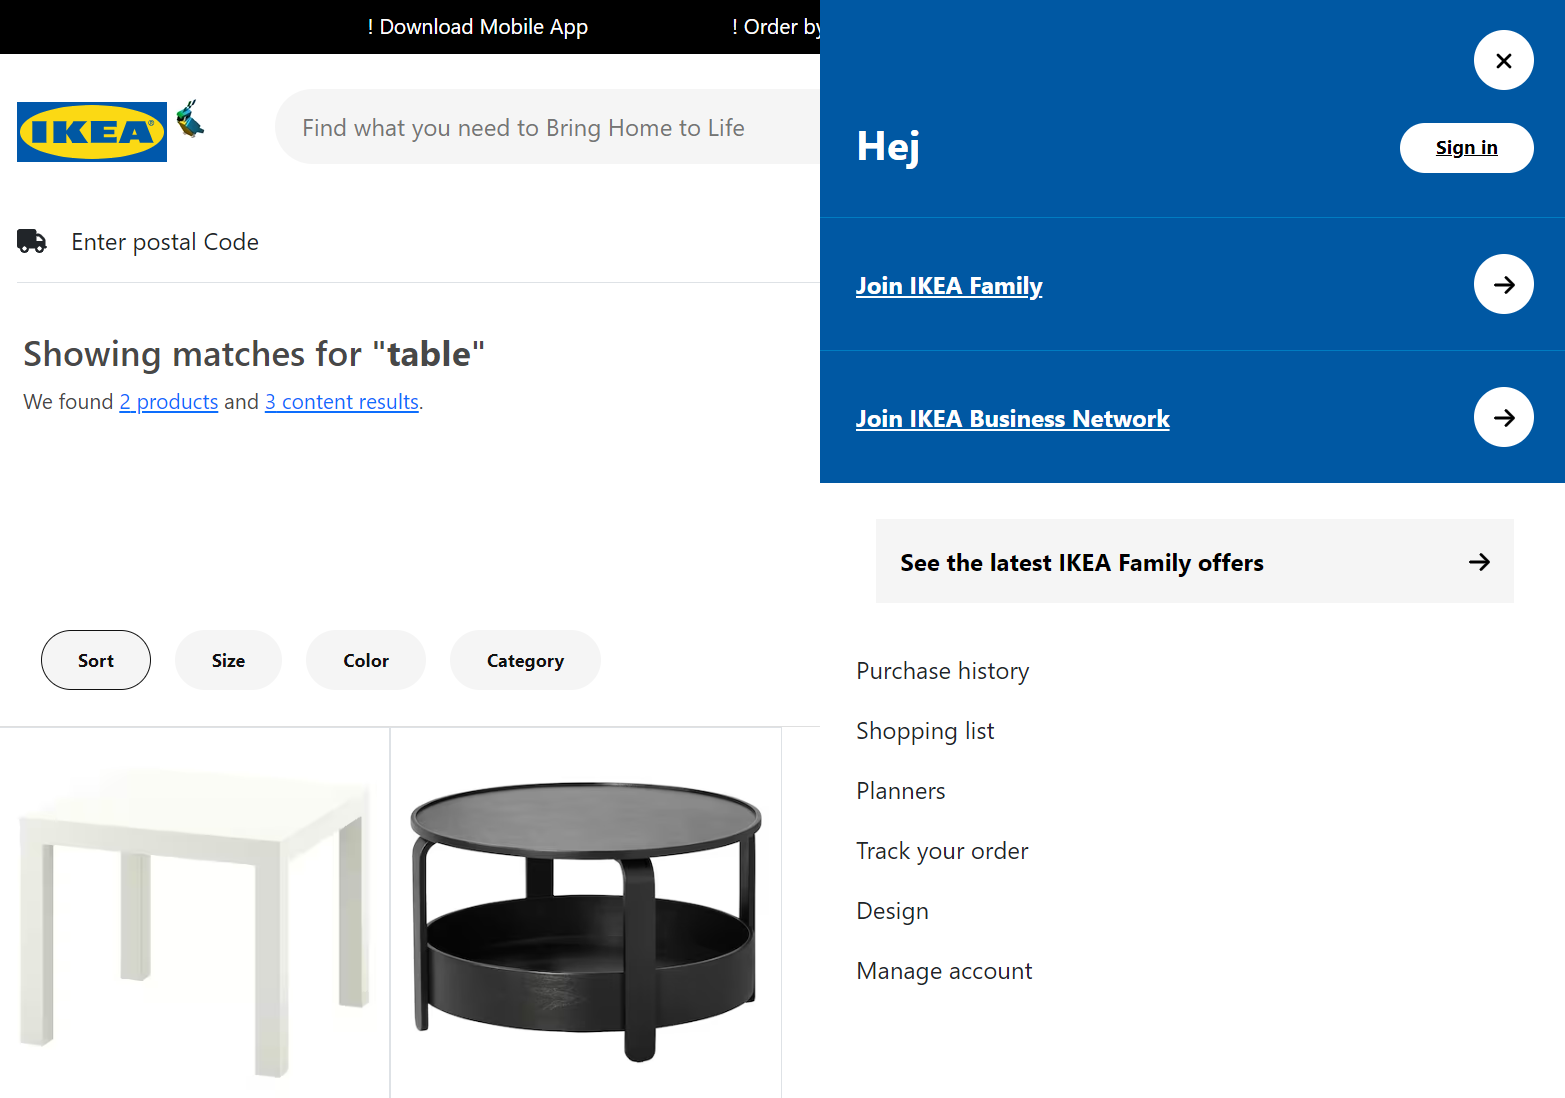 ! Download Mobile App
! Order by
IKEA
Find what you need to Bring Home to Life
Enter postal Code
Showing matches for "table"
We found 2 products and 3 content results.
Sort
Size
Color
Category
Hej
Sign in
Join IKEA Family
Join IKEA Business Network
See the latest IKEA Family offers
Purchase history
Shopping list
Planners
Track your order
Design
Manage account